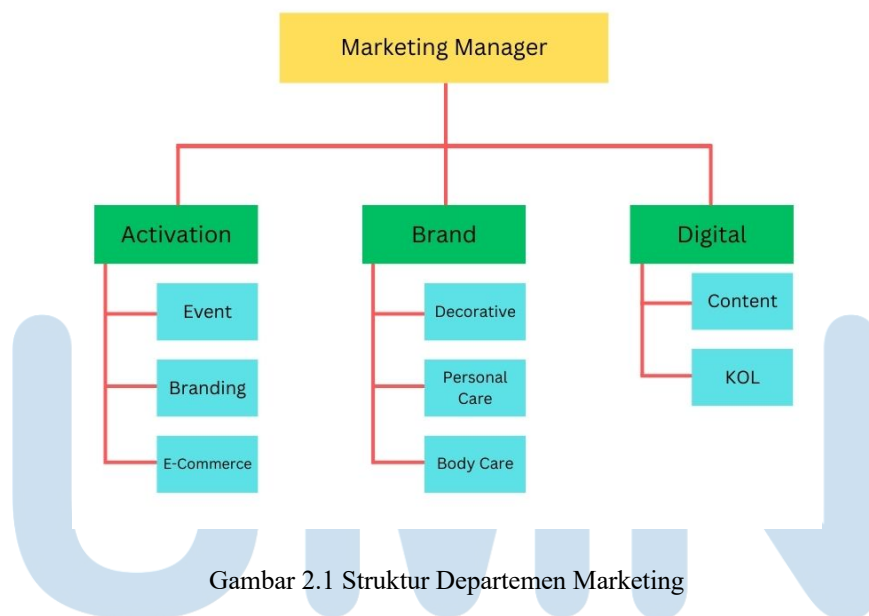 Marketing Manager
Activation
Brand
Digital
Event
Decorative
Content
Branding
Personal
Care
KOL
E-Commerce
Body Care
Gambar 2.1 Struktur Departemen Marketing